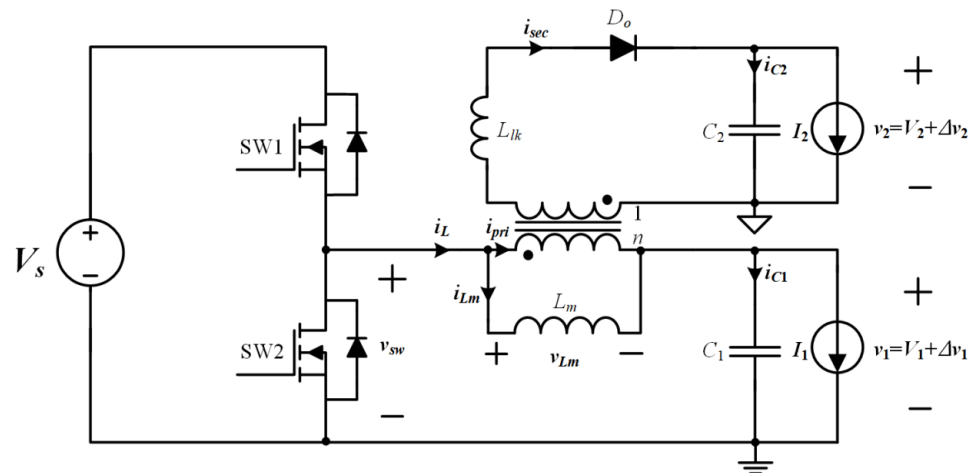 i_sec
D_o
i_C2
+
L_lk
C_2
I_2
v_2=V_2+Δv_2
−
SW1
1
n
V_s
+
−
i_L
i_pri
i_C1
+
+
i_Lm
L_m
SW2
v_sw
+
v_Lm
−
C_1
I_1
v_1=V_1+Δv_1
−
−